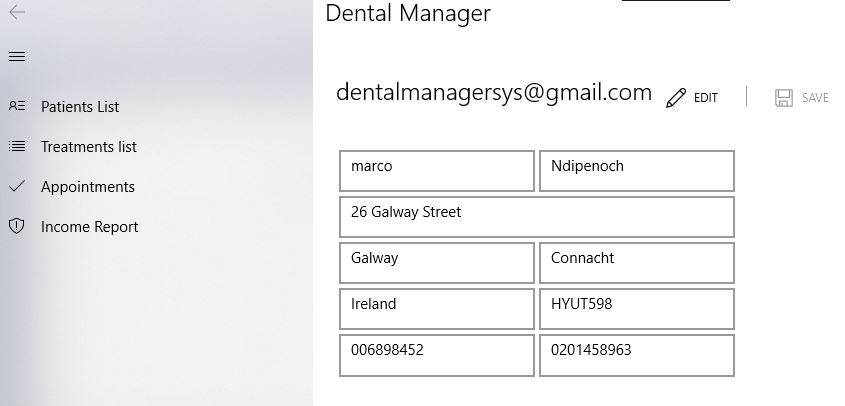 Dental Manager
dentalmanagersys@gmail.com EDIT SAVE
Patients List
Treatments list
Appointments
Income Report
marco Ndipenoch
26 Galway Street
Galway Connacht
Ireland HYUT598
006898452 0201458963